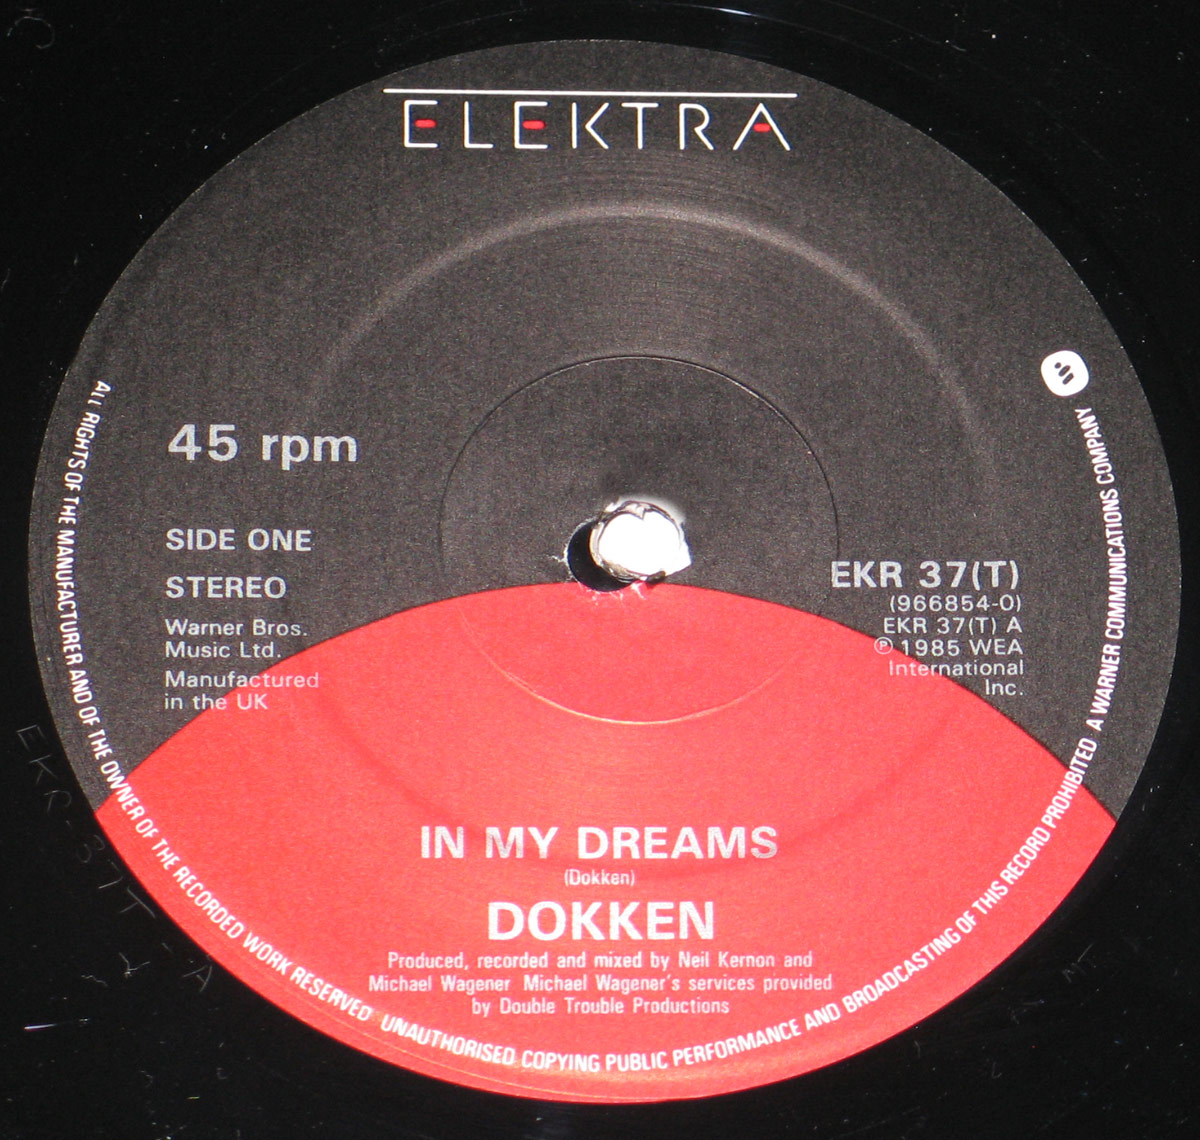 ELEKTRA
45 rpm
SIDE ONE
STEREO
Warner Bros.
Music Ltd.
Manufactured
in the UK
EKR 37(T)
(966854-0)
EKR 37(T) A
Ⓟ 1985 WEA
International
Inc.
IN MY DREAMS
(Dokken)
DOKKEN
Produced, recorded and mixed by Neil Kernon and
Michael Wagener Michael Wagener's services provided
by Double Trouble Productions
ALL RIGHTS OF THE MANUFACTURER AND OF THE OWNER OF THE RECORDED WORK RESERVED UNAUTHORISED COPYING PUBLIC PERFORMANCE AND BROADCASTING OF THIS RECORD PROHIBITED A WARNER COMMUNICATIONS COMPANY